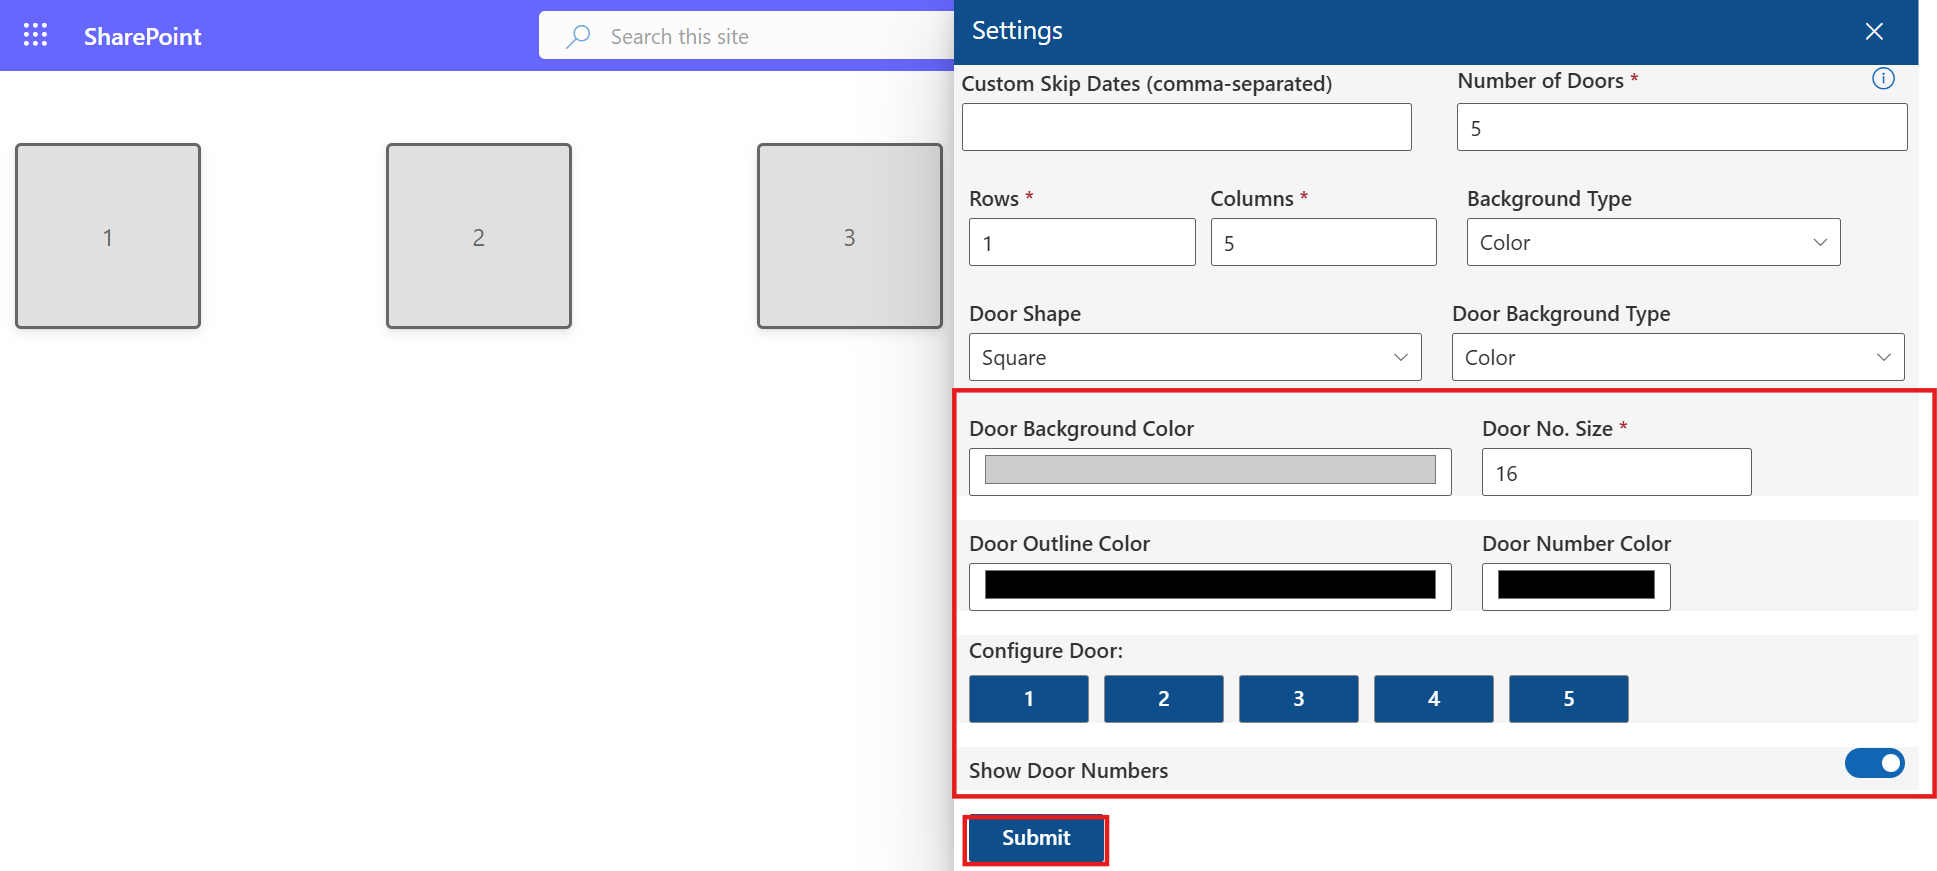 SharePoint
Search this site
1
2
3
Settings
Custom Skip Dates (comma-separated)
Number of Doors *
5
Rows *
Columns *
Background Type
1
5
Color
Door Shape
Door Background Type
Square
Color
Door Background Color
Door No. Size *
16
Door Outline Color
Door Number Color
Configure Door:
1
2
3
4
5
Show Door Numbers
Submit